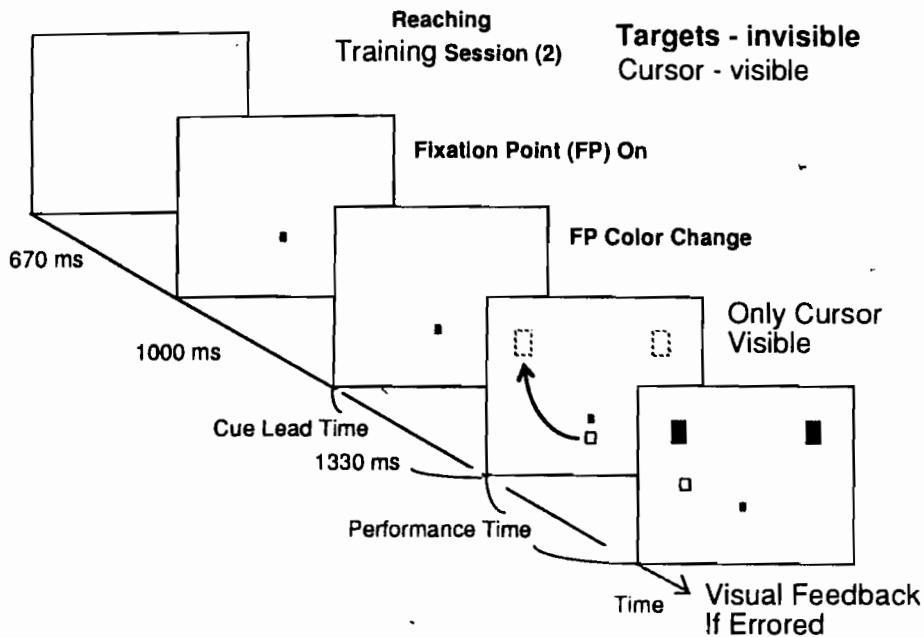 Reaching
Training Session (2)
Targets - invisible
Cursor - visible
Fixation Point (FP) On
FP Color Change
670 ms
Only Cursor
Visible
1000 ms
Cue Lead Time
1330 ms
Performance Time
Time
Visual Feedback
If Errored